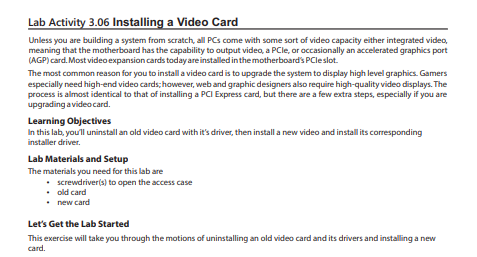 Lab Activity 3.06 Installing a Video Card
Unless you are building a system from scratch, all PCs come with some sort of video capacity either integrated video,
meaning that the motherboard has the capability to output video, a PCIe, or occasionally an accelerated graphics port
(AGP) card. Most video expansion cards today are installed in the motherboard's PCIe slot.
The most common reason for you to install a video card is to upgrade the system to display high level graphics. Gamers
especially need high-end video cards; however, web and graphic designers also require high-quality video displays. The
process is almost identical to that of installing a PCI Express card, but there are a few extra steps, especially if you are
upgrading a video card.
Learning Objectives
In this lab, you'll uninstall an old video card with it's driver, then install a new video and install its corresponding
installer driver.
Lab Materials and Setup
The materials you need for this lab are
• screwdriver(s) to open the access case
• old card
• new card
Let's Get the Lab Started
This exercise will take you through the motions of uninstalling an old video card and its drivers and installing a new
card.